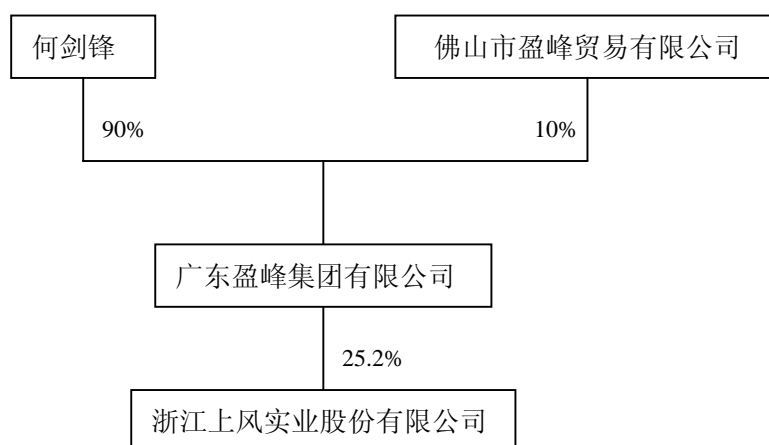 何剑锋
佛山市盈峰贸易有限公司
90%
10%
广东盈峰集团有限公司
25.2%
浙江上风实业股份有限公司